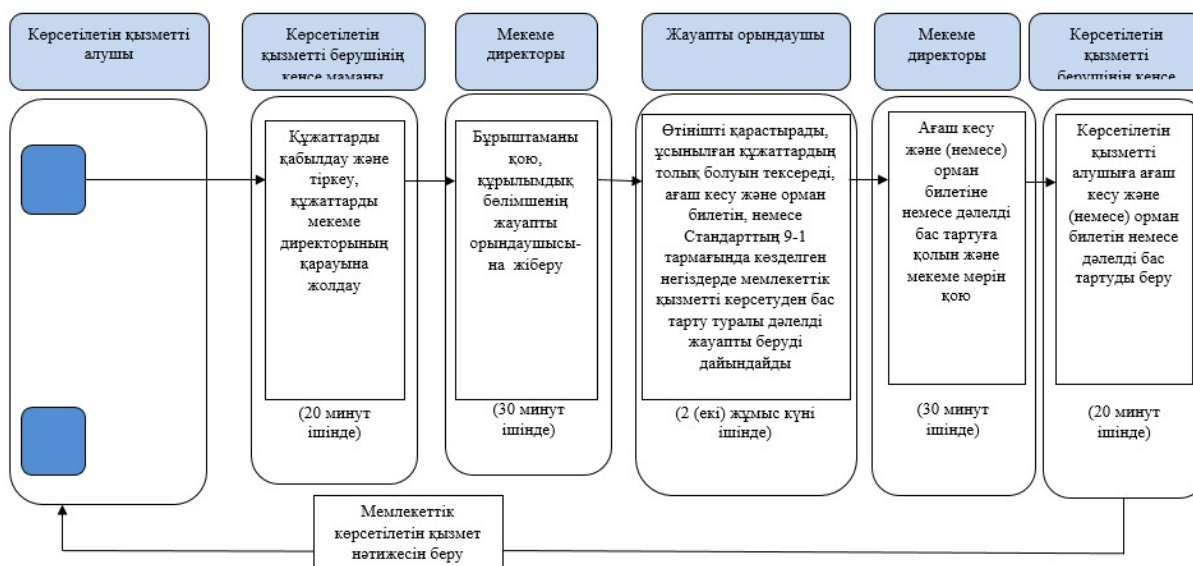 Көрсетілетін қызметті
алушы
Көрсетілетін
қызметті берушінің
кеңсе маманы
Мекеме
директоры
Жауапты орындаушы
Мекеме
директоры
Көрсетілетін
қызметті
берушінің кеңсе
Құжаттарды
қабылдау және
тіркеу,
құжаттарды
мекеме
директорының
қарауына
жолдау
(20 минут
ішінде)
Бұрыштаманы
қою,
құрылымдық
бөлімшенің
жауапты
орындаушысы-
на жіберу
(30 минут
ішінде)
Өтінішті қарастырады,
ұсынылған құжаттардың
толық болуын тексереді,
ағаш кесу және орман
билетін, немесе
Стандарттың 9-1
тармағында көзделген
негіздерде мемлекеттік
қызметті көрсетуден бас
тарту туралы дәлелді
жауапты беруді
дайындайды
(2 (екі) жұмыс күні
ішінде)
Ағаш кесу
және (немесе)
орман
билетіне
немесе дәлелді
бас тартуға
қолын және
мекеме мөрін
қою
(30 минут
ішінде)
Көрсетілетін
қызметті
алушыға ағаш
кесу және
(немесе) орман
билетін немесе
дәлелді бас
тартуды беру
(20 минут
ішінде)
Мемлекеттік
көрсетілетін қызмет
нәтижесін беру